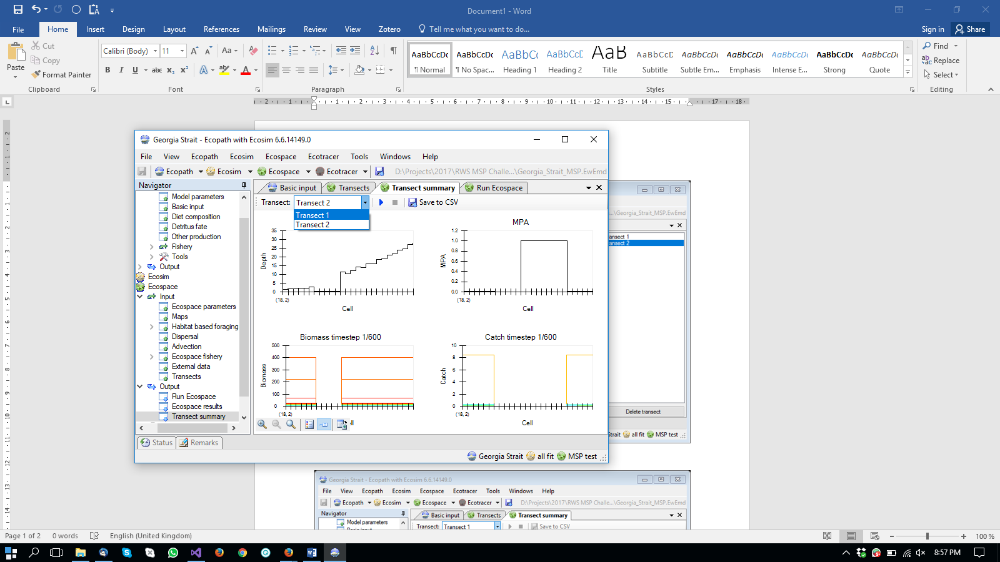 Document1 - Word
File Home Insert Design Layout References Mailings Review View Zotero Tell me what you want to do... Sign in Share
Paste
Cut
Copy
Format Painter
Clipboard
Calibri (Body) 11
B I U abc x₂ x² A ab A
Font
Paragraph
AaBbCcDc AaBbCcDc AaBbCc AaBbCcD AaB AaBbCcD AaBbCcDc AaBbCcDc AaBbCcDc AaBbCcDc AaBbCcDc
¶ Normal ¶ No Spac... Heading 1 Heading 2 Title Subtitle Subtle Em... Emphasis Intense E... Strong Quote
Styles
Find
Replace
Select
Editing
2 1 1 2 3 4 5 6 7 8 9 10 11 12 13 14 15 17 18
Georgia Strait - Ecopath with Ecosim 6.6.14149.0
File View Ecopath Ecosim Ecospace Ecotracer Tools Windows Help
Ecopath Ecosim Ecospace Ecotracer D:\Projects\2017\RWS MSP Challe...\Georgia_Strait_MSP.EwEmd
Navigator
Model parameters
Basic input
Diet composition
Detritus fate
Other production
Fishery
Tools
Output
Ecosim
Ecospace
Input
Ecospace parameters
Maps
Habitat based foraging
Dispersal
Advection
Ecospace fishery
External data
Transects
Output
Run Ecospace
Ecospace results
Transect summary
Basic input Transects Transect summary Run Ecospace
Transect: Transect 2 Save to CSV
Transect 1
Transect 2
35
30
25
20
15
10
5
0
Depth
(18, 2)
Cell
MPA
1.2
1.0
0.8
0.6
0.4
0.2
0.0
MPA
(18, 2)
Cell
Biomass timestep 1/600
500
400
300
200
100
0
Biomass
(18, 2)
Catch timestep 1/600
10
8
6
4
2
0
Catch
(18, 2)
Cell
Status Remarks
Georgia Strait all fit MSP test
...\Georgia_Strait_MSP.EwEmd
ansect 1
ansect 2
Delete transect
Strait all fit MSP test
Georgia Strait - Ecopath with Ecosim 6.6.14149.0
File View Ecopath Ecosim Ecospace Ecotracer Tools Windows Help
Ecopath Ecosim Ecospace Ecotracer D:\Projects\2017\RWS MSP Challe...\Georgia_Strait_MSP.EwEmd
Navigator Basic input Transects Transect summary
Model parameters
Transect: Transect 1 Save to CSV
Page 1 of 2 0 words English (United Kingdom) 100 %
8:57 PM